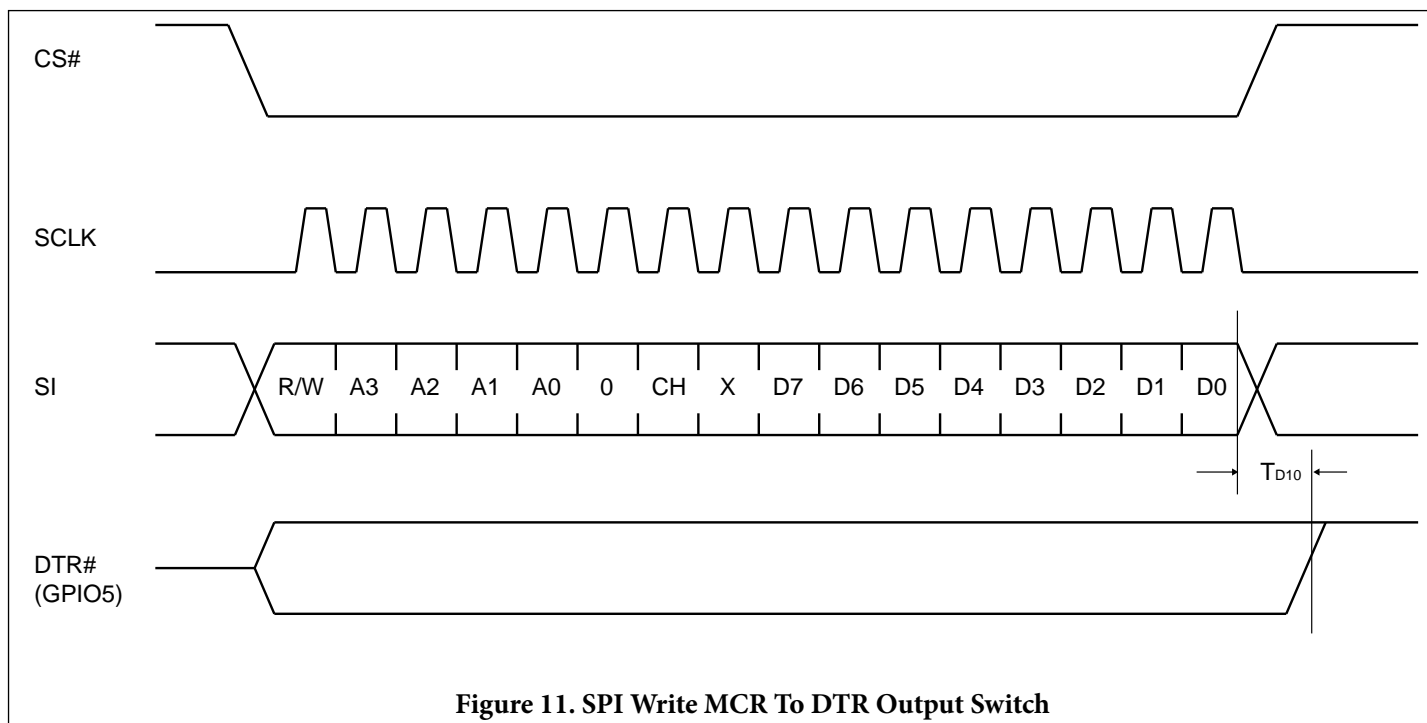 CS#
SCLK
SI
R/W A3 A2 A1 A0 0 CH X D7 D6 D5 D4 D3 D2 D1 D0
TD10
DTR#
(GPIO5)
Figure 11. SPI Write MCR To DTR Output Switch